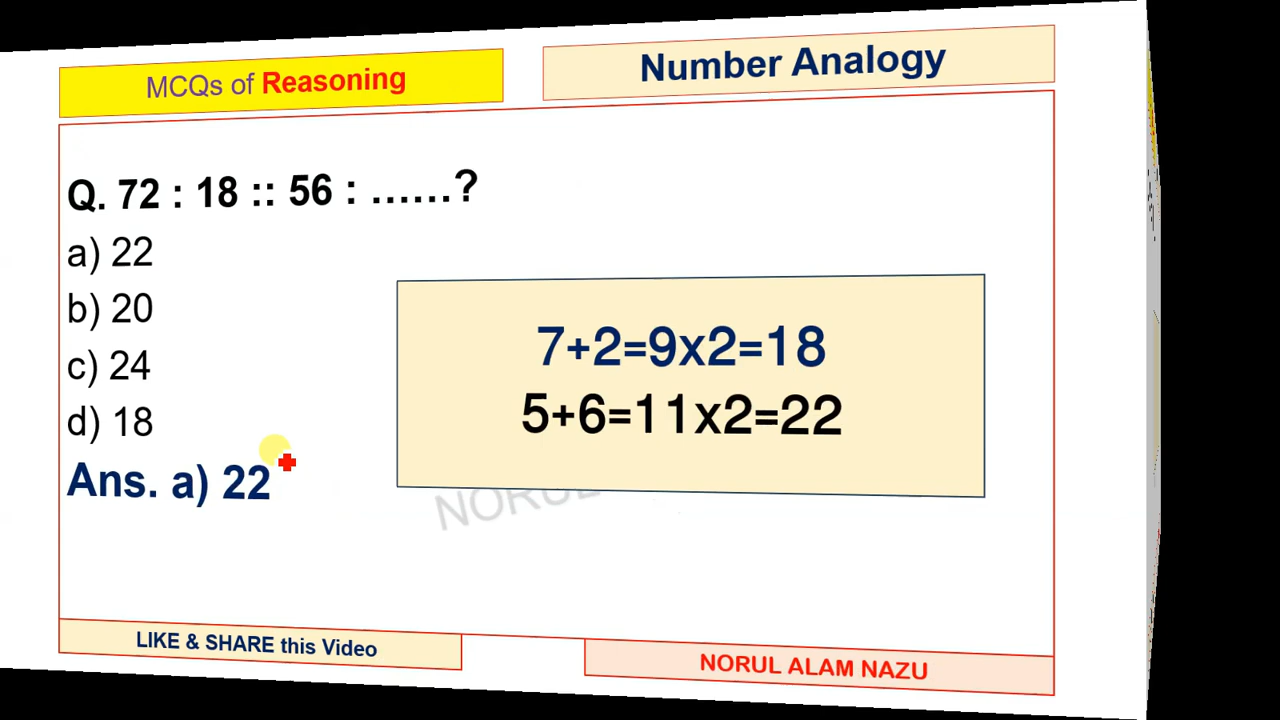 MCQs of Reasoning
Number Analogy
Q. 72 : 18 :: 56 : ......?
a) 22
b) 20
c) 24
d) 18
Ans. a) 22
7+2=9x2=18
5+6=11x2=22
NORUL
LIKE & SHARE this Video
NORUL ALAM NAZU